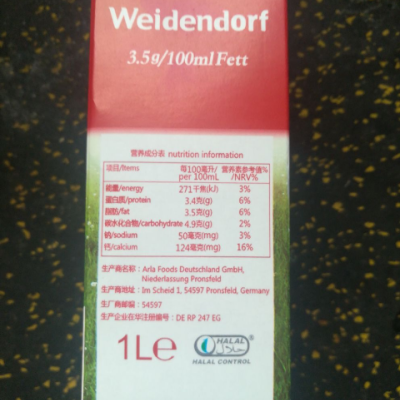 Weidendorf
3.5g/100ml Fett
营养成分表 nutrition information
项目/Items 每100毫升/per 100mL 营养素参考值%/NRV%
能量/energy 271千焦(kJ) 3%
蛋白质/protein 3.4克(g) 6%
脂肪/fat 3.5克(g) 6%
碳水化合物/carbohydrate 4.9克(g) 2%
钠/sodium 50毫克(mg) 3%
钙/calcium 124毫克(mg) 16%
生产商名称：Arla Foods Deutschland GmbH,
Niederlassung Pronsfeld
生产商地址：Im Scheid 1, 54597 Pronsfeld, Germany
生厂商邮编：54597
生产企业在华注册编号：DE RP 247 EG
1L℮
HALAL
حلال
HALAL CONTROL